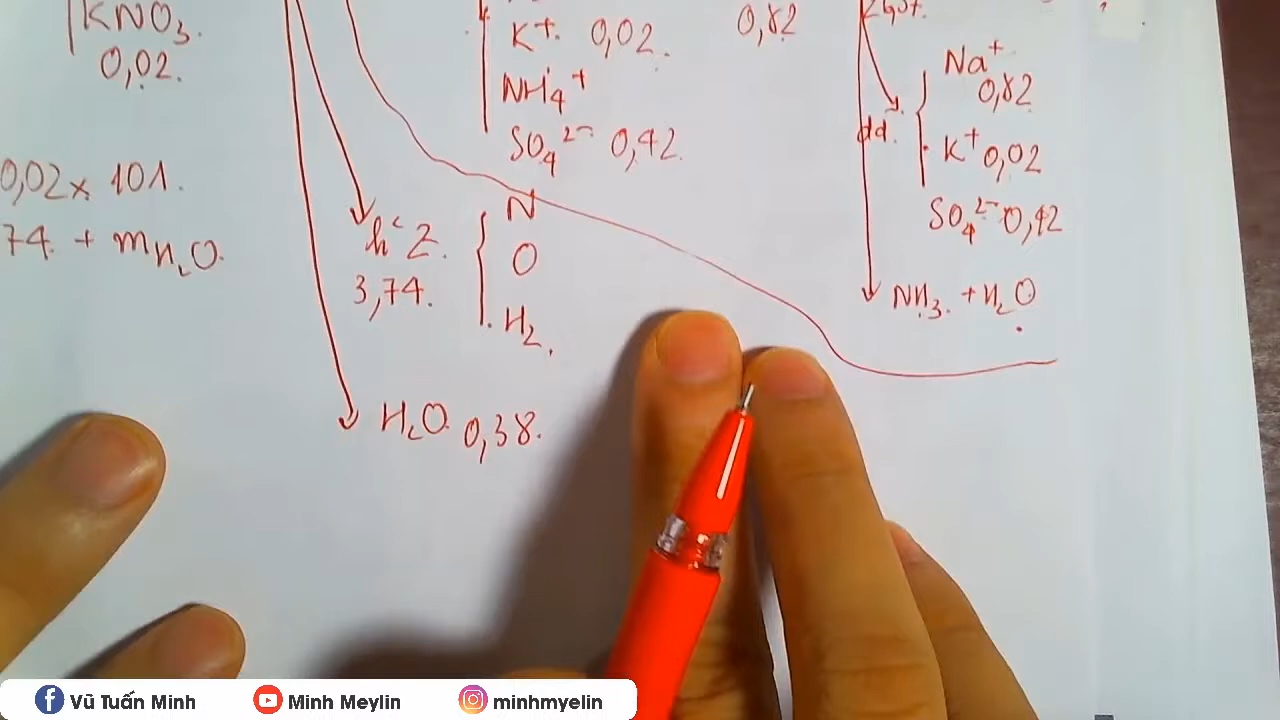 KNO3.
0,02.
0,02 x 101.
74. + mH2O.
K+. 0,02.
NH4+
SO4 2- 0,42.
0,82
dd.
Na+
0,82
K+ 0,02
SO4 2- 0,42
NH3. + H2O
Z.
3,74.
N
O
H2.
H2O. 0,38.
Vũ Tuấn Minh
Minh Meylin
minhmyelin